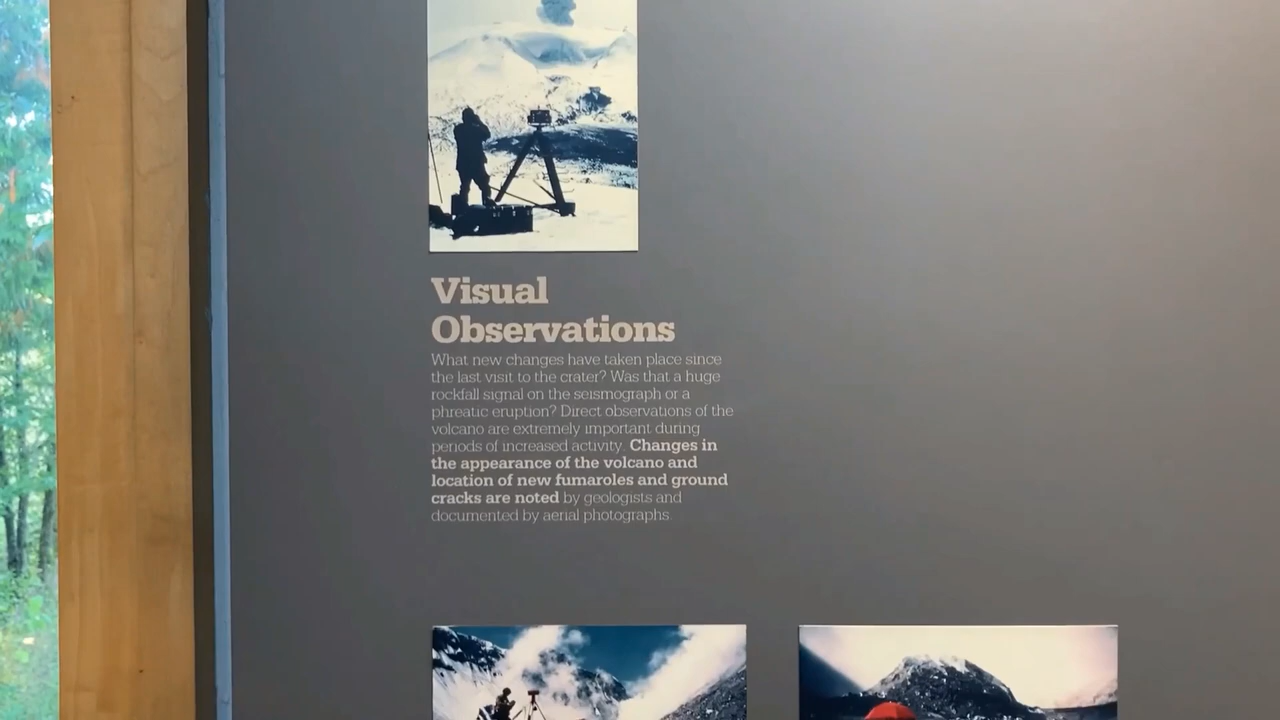 Visual
Observations
What new changes have taken place since
the last visit to the crater? Was that a huge
rockfall signal on the seismograph or a
phreatic eruption? Direct observations of the
volcano are extremely important during
periods of increased activity. Changes in
the appearance of the volcano and
location of new fumaroles and ground
cracks are noted by geologists and
documented by aerial photographs.